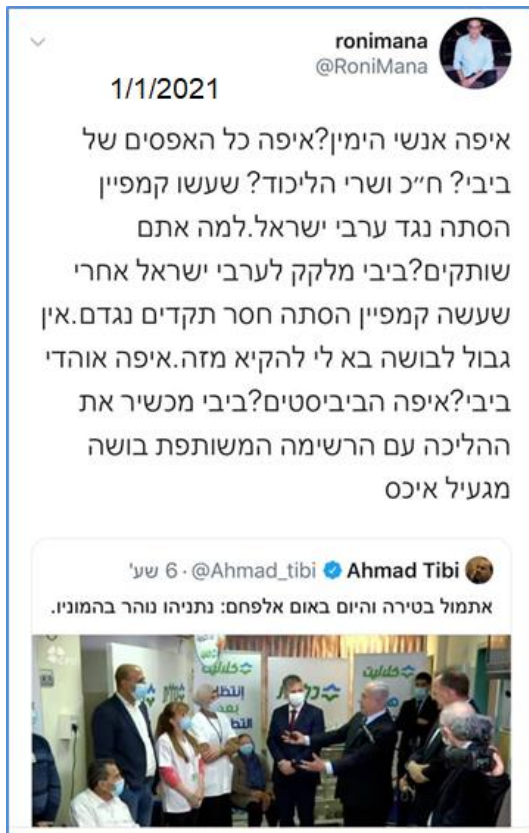 ronimana
@RoniMana
1/1/2021
איפה אנשי הימין?איפה כל האפסים של
ביבי? ח״כ ושרי הליכוד? שעשו קמפיין
הסתה נגד ערבי ישראל.למה אתם
שותקים?ביבי מלקק לערבי ישראל אחרי
שעשה קמפיין הסתה חסר תקדים נגדם.אין
גבול לבושה בא לי להקיא מזה.איפה אוהדי
ביבי?איפה הביביסטים?ביבי מכשיר את
ההליכה עם הרשימה המשותפת בושה
מגעיל איכס
Ahmad Tibi @Ahmad_tibi · 6 שע'
אתמול בטירה והיום באום אלפחם: נתניהו נוהר בהמוניו.
כללית
כללית